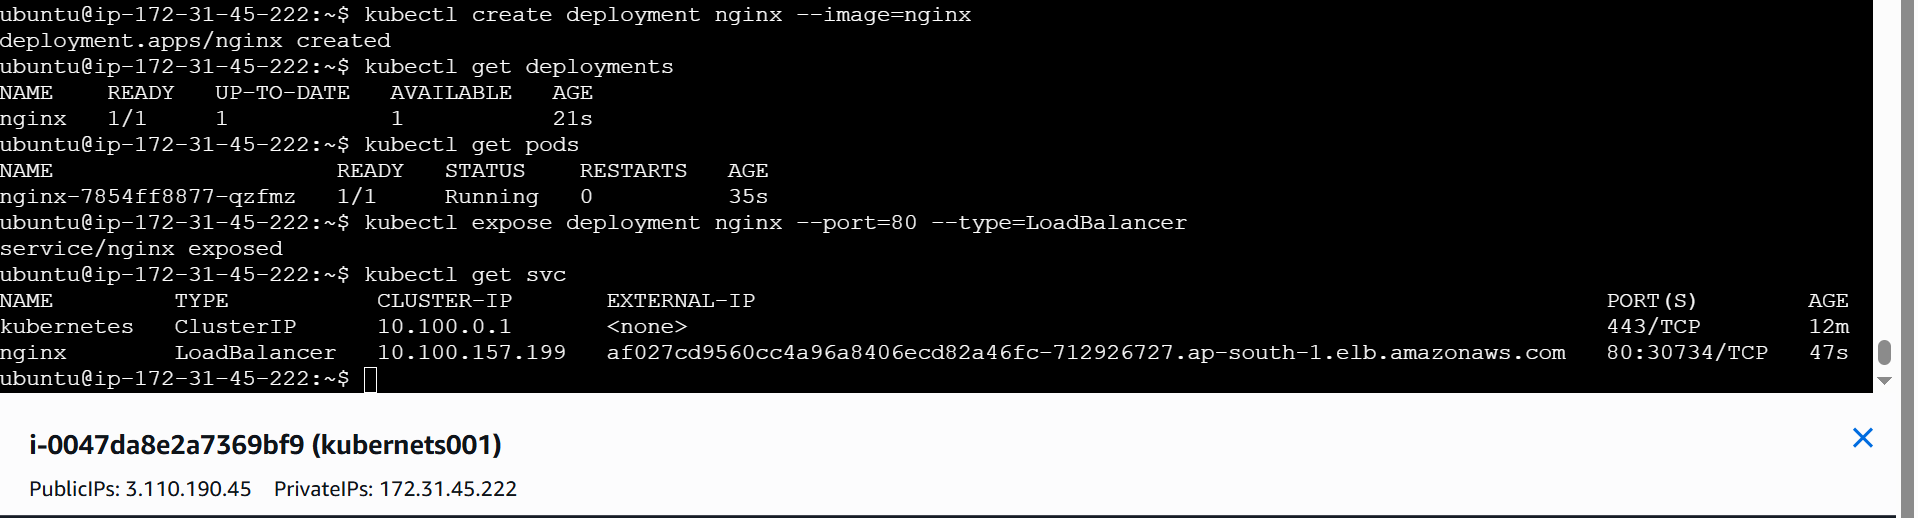 ubuntu@ip-172-31-45-222:~$ kubectl create deployment nginx --image=nginx
deployment.apps/nginx created
ubuntu@ip-172-31-45-222:~$ kubectl get deployments
NAME    READY   UP-TO-DATE   AVAILABLE   AGE
nginx   1/1     1            1           21s
ubuntu@ip-172-31-45-222:~$ kubectl get pods
NAME                     READY   STATUS    RESTARTS   AGE
nginx-7854ff8877-qzfmz   1/1     Running   0          35s
ubuntu@ip-172-31-45-222:~$ kubectl expose deployment nginx --port=80 --type=LoadBalancer
service/nginx exposed
ubuntu@ip-172-31-45-222:~$ kubectl get svc
NAME         TYPE           CLUSTER-IP       EXTERNAL-IP                                                               PORT(S)        AGE
kubernetes   ClusterIP      10.100.0.1       <none>                                                                    443/TCP        12m
nginx        LoadBalancer   10.100.157.199   af027cd9560cc4a96a8406ecd82a46fc-712926727.ap-south-1.elb.amazonaws.com   80:30734/TCP   47s
ubuntu@ip-172-31-45-222:~$
i-0047da8e2a7369bf9 (kubernets001)
PublicIPs: 3.110.190.45    PrivateIPs: 172.31.45.222